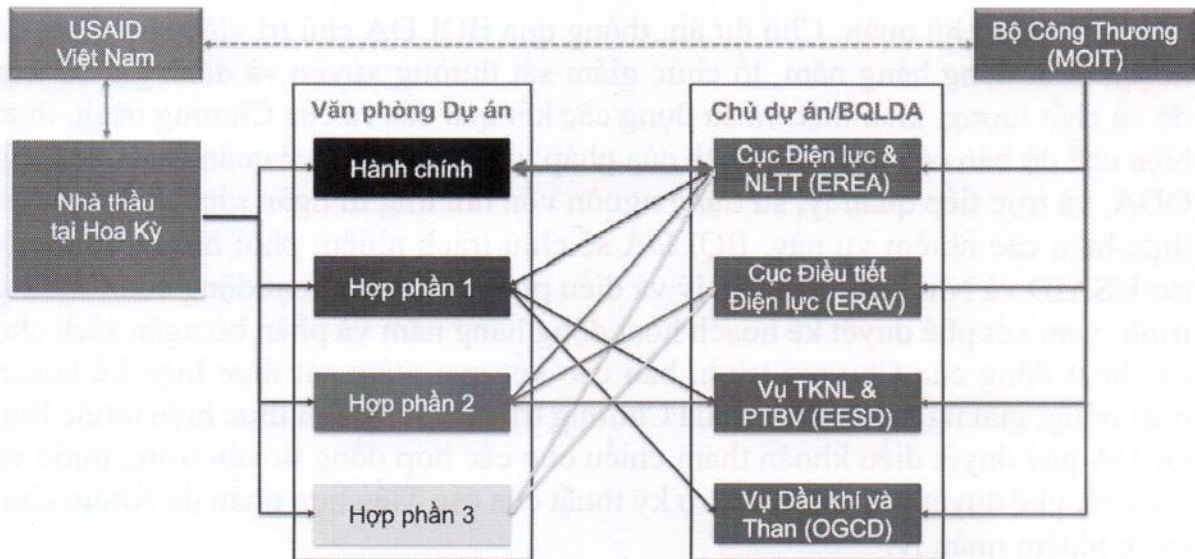 USAID
Việt Nam
Bộ Công Thương
(MOIT)
Văn phòng Dự án
Chủ dự án/BQLDA
Nhà thầu
tại Hoa Kỳ
Hành chính
Cục Điện lực &
NLTT (EREA)
Hợp phần 1
Cục Điều tiết
Điện lực (ERAV)
Hợp phần 2
Vụ TKNL &
PTBV (EESD)
Hợp phần 3
Vụ Dầu khí và
Than (OGCD)